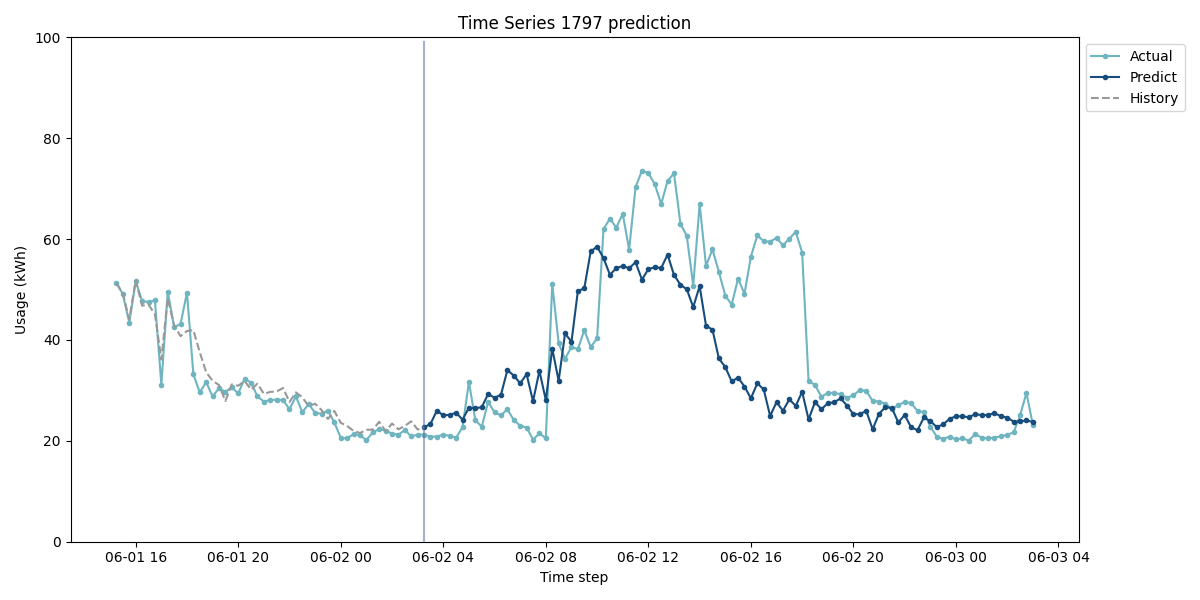 Time Series 1797 prediction
100
80
60
40
20
0
Usage (kWh)
06-01 16
06-01 20
06-02 00
06-02 04
06-02 08
06-02 12
06-02 16
06-02 20
06-03 00
06-03 04
Time step
Actual
Predict
History